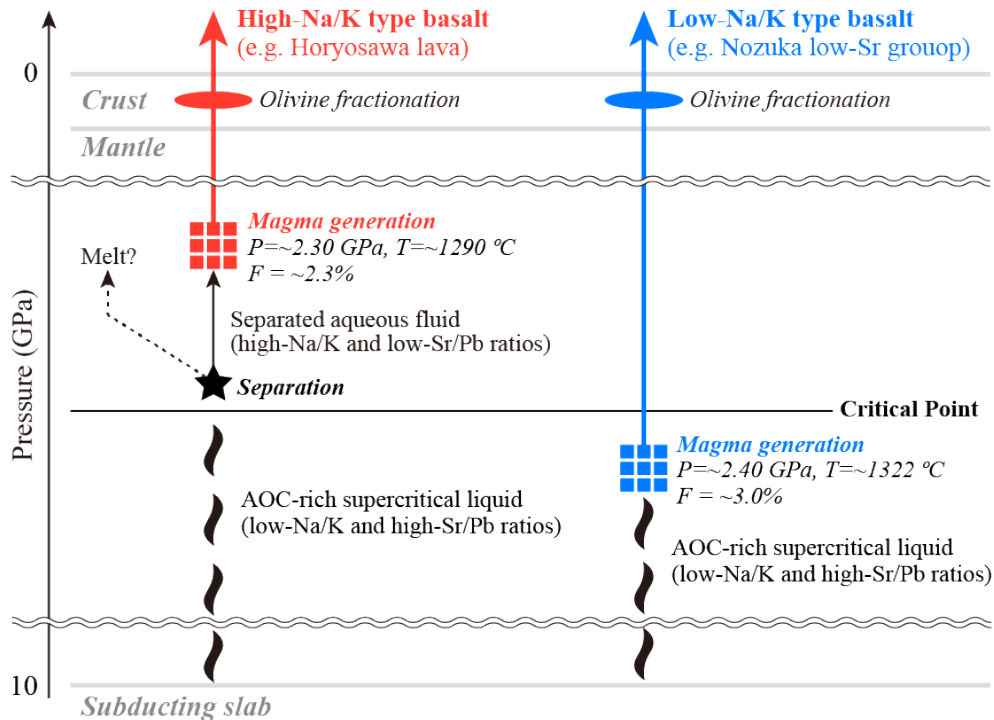 High-Na/K type basalt
(e.g. Horyosawa lava)
Low-Na/K type basalt
(e.g. Nozuka low-Sr grouop)
0
Crust
Olivine fractionation
Olivine fractionation
Mantle
Magma generation
P=~2.30 GPa, T=~1290 ºC
F = ~2.3%
Melt?
Separated aqueous fluid
(high-Na/K and low-Sr/Pb ratios)
Pressure (GPa)
Separation
Critical Point
Magma generation
P=~2.40 GPa, T=~1322 ºC
F = ~3.0%
AOC-rich supercritical liquid
(low-Na/K and high-Sr/Pb ratios)
AOC-rich supercritical liquid
(low-Na/K and high-Sr/Pb ratios)
10
Subducting slab